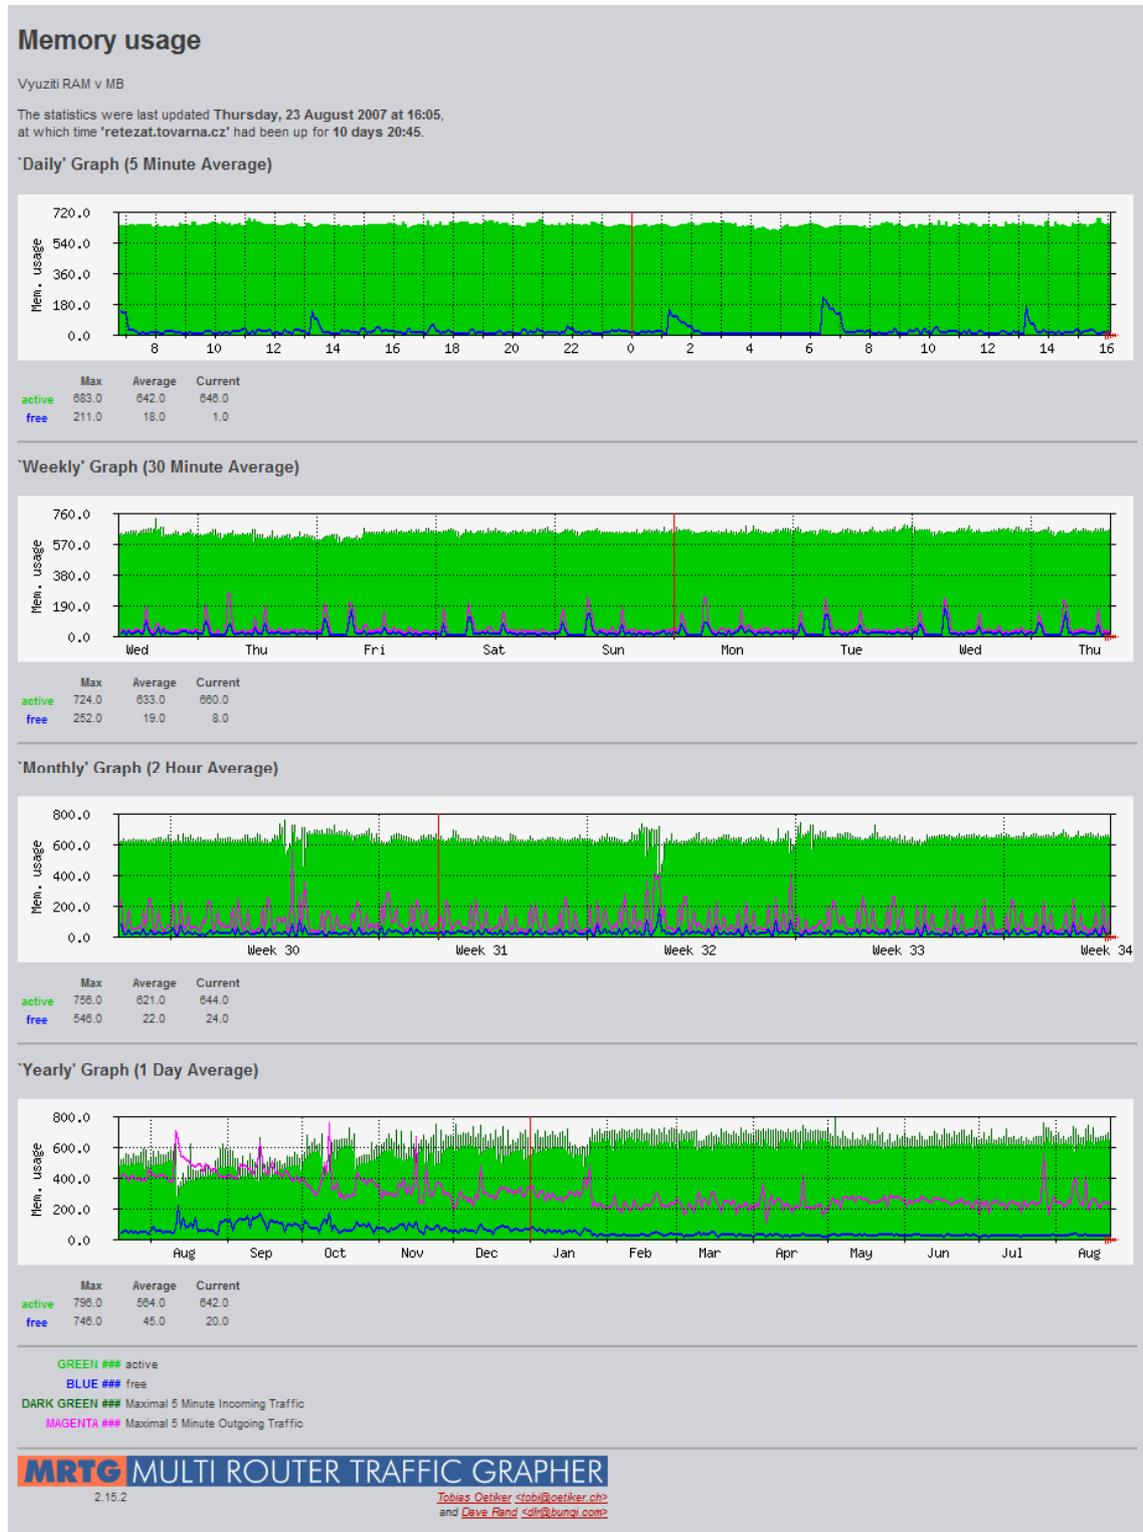 Memory usage
Vyuziti RAM v MB
The statistics were last updated Thursday, 23 August 2007 at 16:05,
at which time 'retezat.tovarna.cz' had been up for 10 days 20:45.
`Daily' Graph (5 Minute Average)
720.0
540.0
360.0
180.0
0.0
Mem. usage
8 10 12 14 16 18 20 22 0 2 4 6 8 10 12 14 16
Max Average Current
active 683.0 642.0 646.0
free 211.0 18.0 1.0
`Weekly' Graph (30 Minute Average)
760.0
570.0
380.0
190.0
0.0
Mem. usage
Wed Thu Fri Sat Sun Mon Tue Wed Thu
Max Average Current
active 724.0 633.0 660.0
free 252.0 19.0 8.0
`Monthly' Graph (2 Hour Average)
800.0
600.0
400.0
200.0
0.0
Mem. usage
Week 30 Week 31 Week 32 Week 33 Week 34
Max Average Current
active 756.0 621.0 644.0
free 546.0 22.0 24.0
`Yearly' Graph (1 Day Average)
800.0
600.0
400.0
200.0
0.0
Mem. usage
Aug Sep Oct Nov Dec Jan Feb Mar Apr May Jun Jul Aug
Max Average Current
active 796.0 564.0 642.0
free 746.0 45.0 20.0
GREEN ### active
BLUE ### free
DARK GREEN ### Maximal 5 Minute Incoming Traffic
MAGENTA ### Maximal 5 Minute Outgoing Traffic
MRTG MULTI ROUTER TRAFFIC GRAPHER
2.15.2 Tobias Oetiker <tobi@oetiker.ch>
and Dave Rand <dlr@bungi.com>